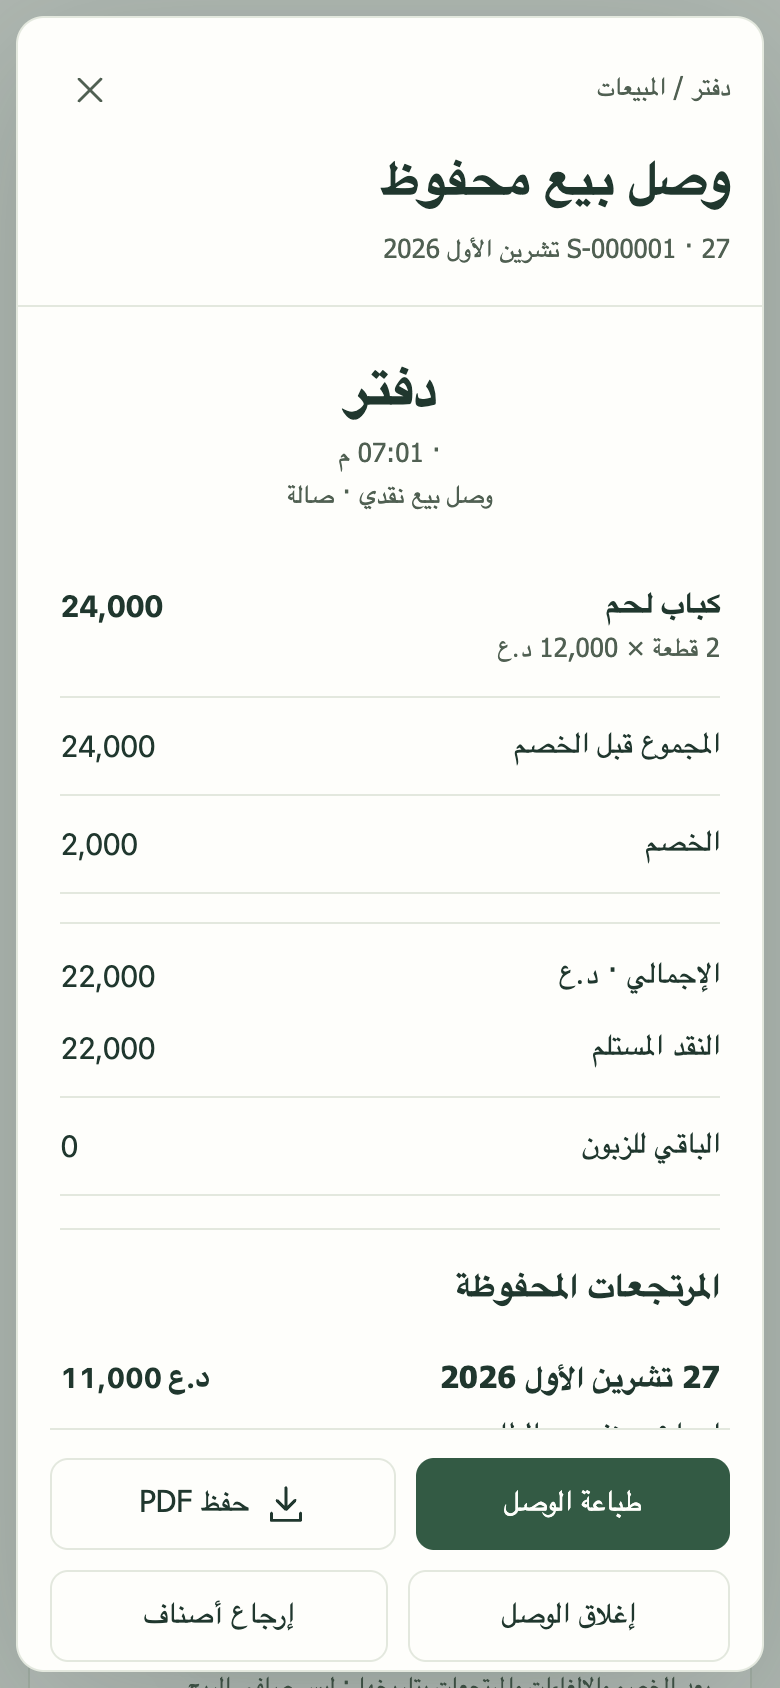 دفتر / المبيعات
وصل بيع محفوظ
S-000001 · 27 تشرين الأول 2026
دفتر
· 07:01 م
وصل بيع نقدي · صالة
كباب لحم 24,000
2 قطعة × 12,000 د.ع
المجموع قبل الخصم 24,000
الخصم 2,000
الإجمالي · د.ع 22,000
النقد المستلم 22,000
الباقي للزبون 0
المرتجعات المحفوظة
27 تشرين الأول 2026 11,000 د.ع
طباعة الوصل
حفظ PDF
إغلاق الوصل
إرجاع أصناف